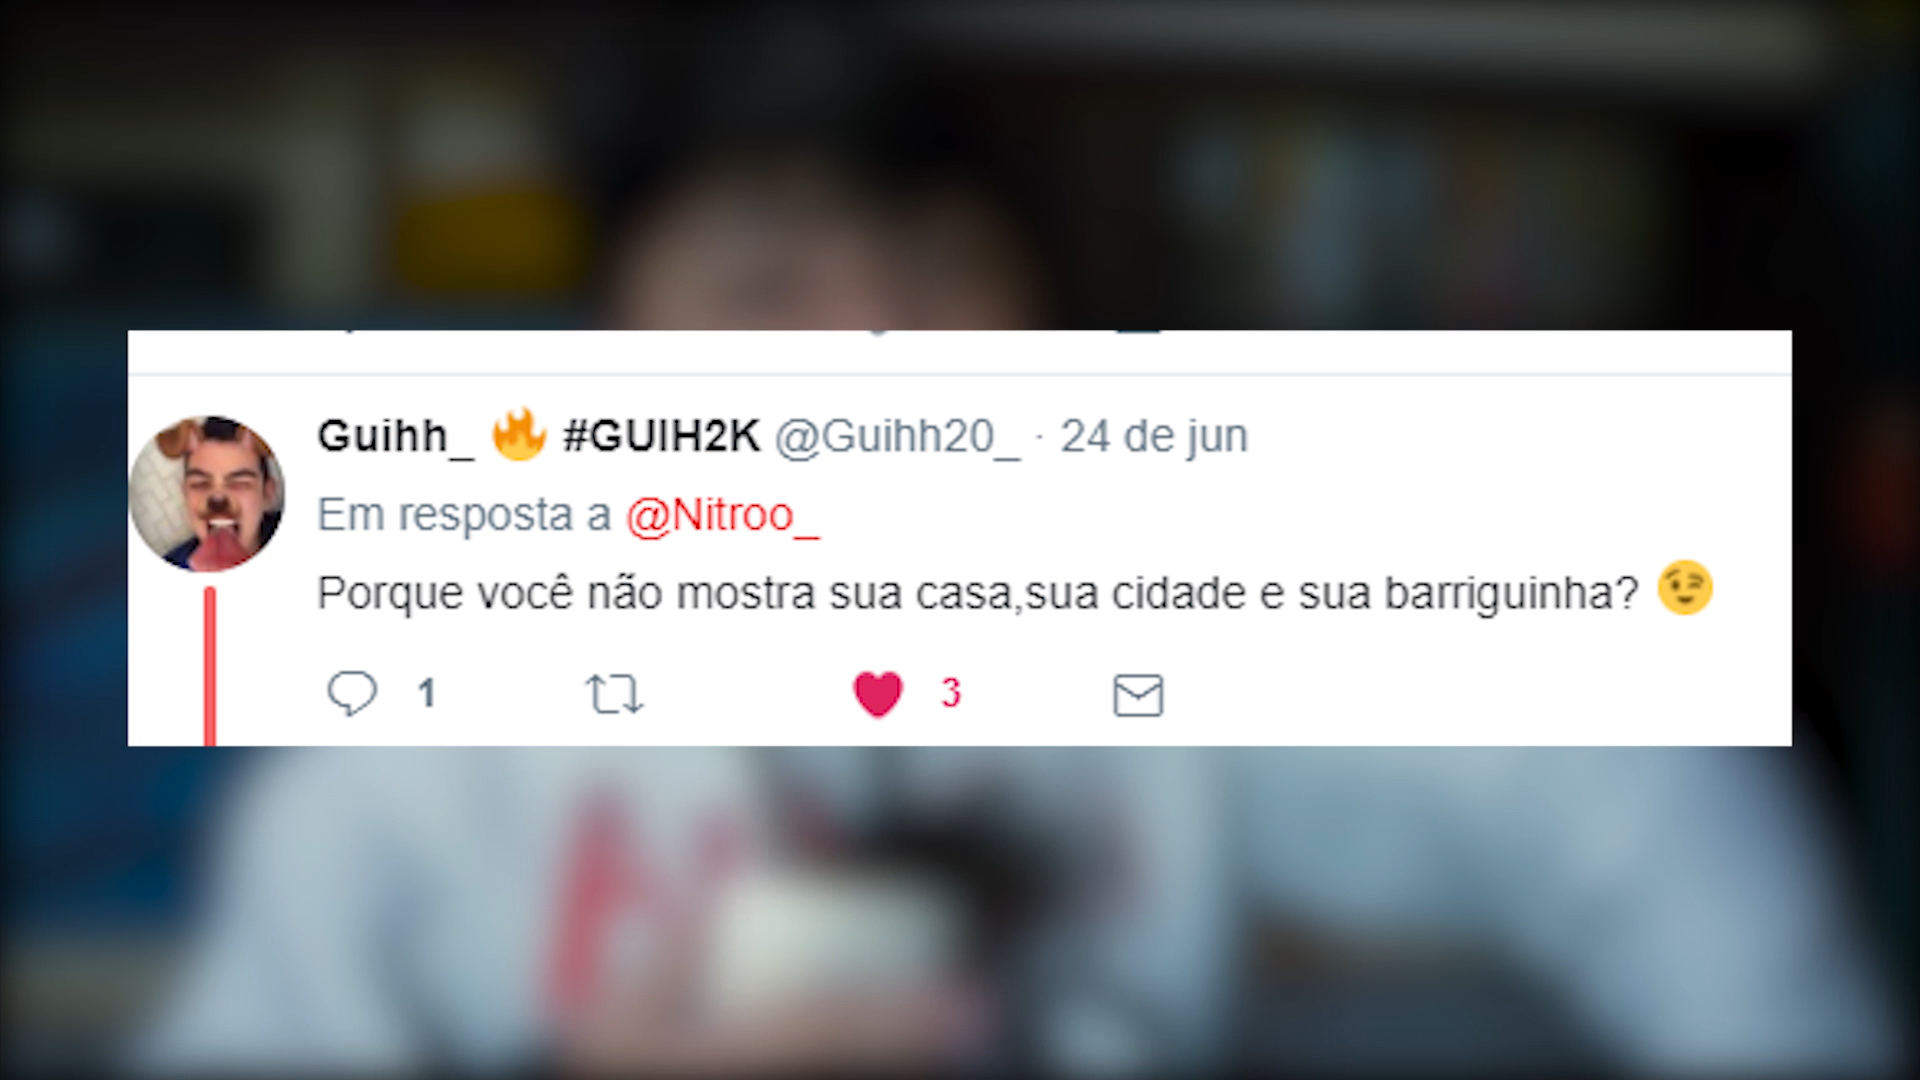 Guihh_ 🔥 #GUIH2K @Guihh20_ · 24 de jun
Em resposta a @Nitroo_
Porque você não mostra sua casa,sua cidade e sua barriguinha? 😉
1 3